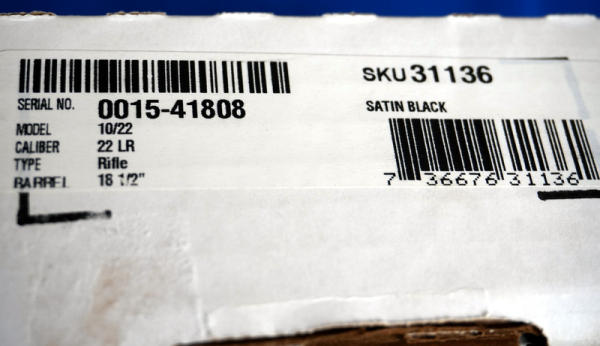 SKU 31136
SERIAL NO. 0015-41808
SATIN BLACK
MODEL 10/22
CALIBER 22 LR
TYPE Rifle
BARREL 18 1/2"
7 36676 31136